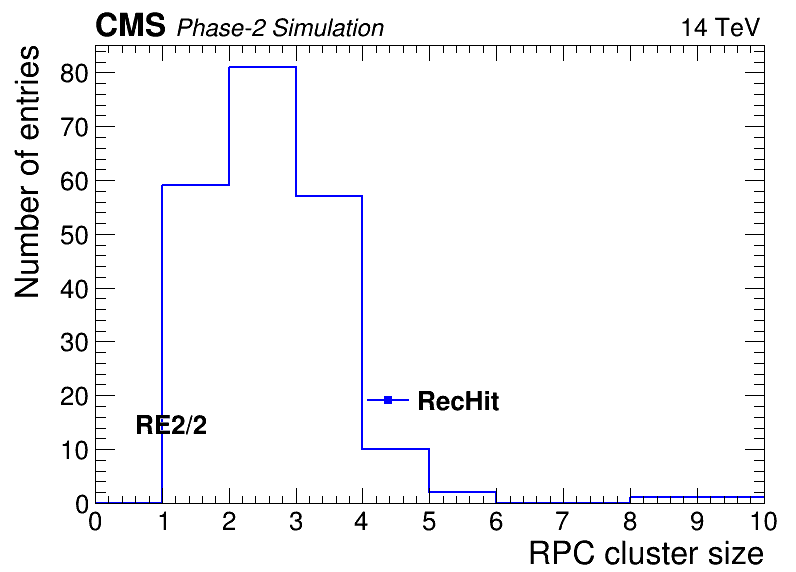 CMS Phase-2 Simulation 14 TeV
Number of entries
80
70
60
50
40
30
20
10
0
RecHit
RE2/2
0 1 2 3 4 5 6 7 8 9 10
RPC cluster size